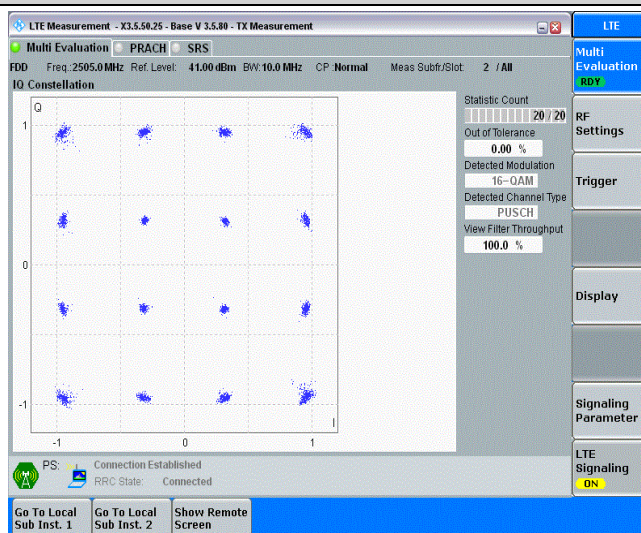 LTE Measurement - X3.5.50.25 - Base V 3.5.80 - TX Measurement
LTE
Multi Evaluation PRACH SRS
Multi Evaluation
RDY
FDD Freq.:2505.0 MHz Ref. Level: 41.00 dBm BW:10.0 MHz CP :Normal Meas Subfr./Slot: 2 / All
IQ Constellation
Q
1
0
-1
-1 0 1
I
Statistic Count
20 / 20
Out of Tolerance
0.00 %
Detected Modulation
16-QAM
Detected Channel Type
PUSCH
View Filter Throughput
100.0 %
RF
Settings
Trigger
Display
Signaling
Parameter
LTE
Signaling
ON
PS: Connection Established
RRC State: Connected
Go To Local
Sub Inst. 1
Go To Local
Sub Inst. 2
Show Remote
Screen